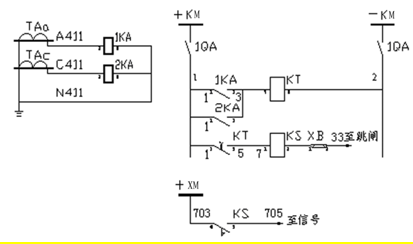 TAa A411 1KA
TAc C411 2KA
N411
+KM -KM
1QA 1QA
1 1KA KT 2
1 3
2KA
KT KS XB 33至跳闸
1 5 7
+XM
703 KS 705 至信号